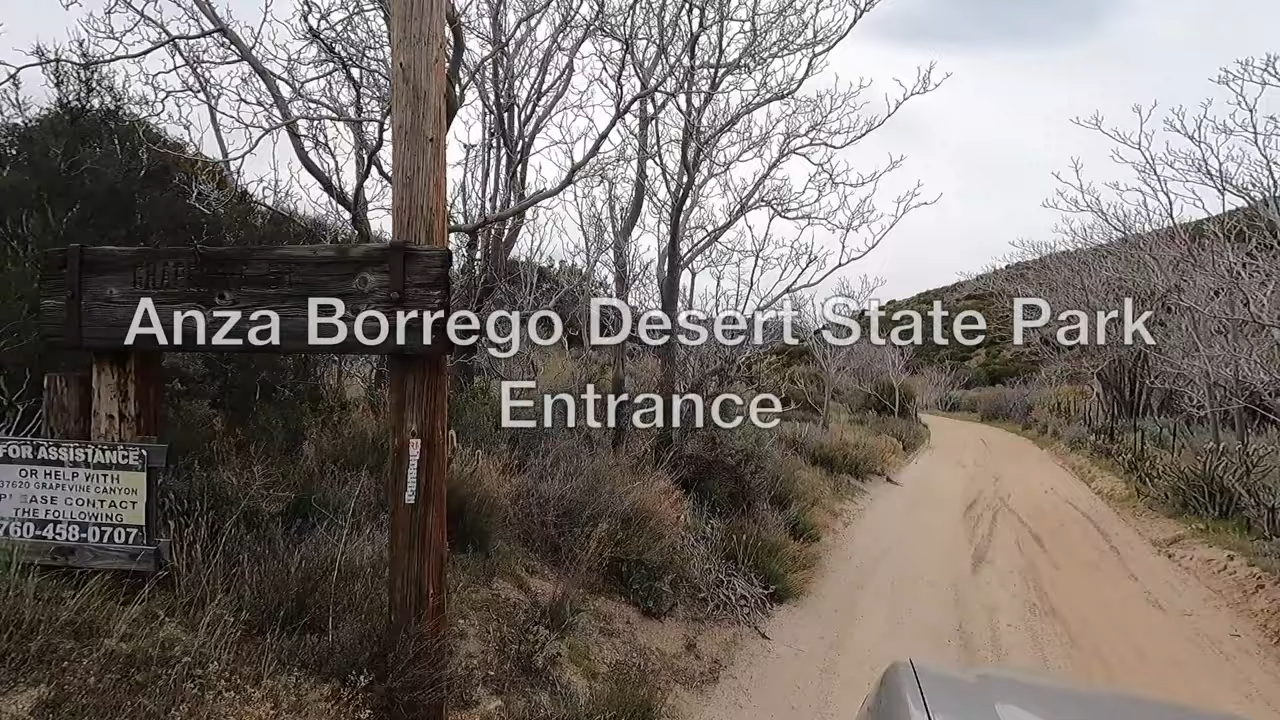 Anza Borrego Desert State Park
Entrance
FOR ASSISTANCE
OR HELP WITH
37620 GRAPEVINE CANYON
PLEASE CONTACT
THE FOLLOWING
760-458-0707